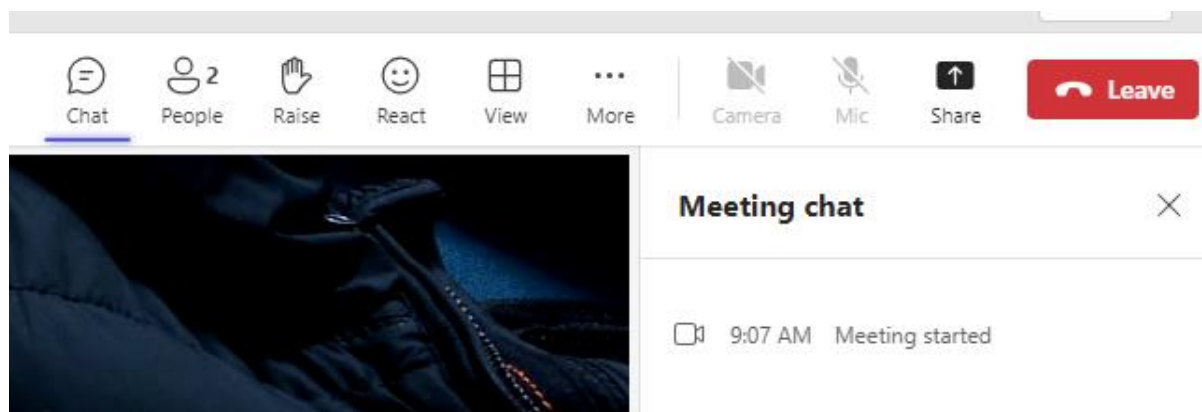 2
Chat People Raise React View More Camera Mic Share Leave
Meeting chat
9:07 AM Meeting started